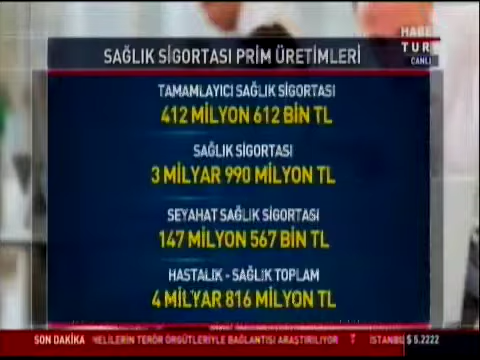 HABER
TURK
CANLI
SAĞLIK SİGORTASI PRİM ÜRETİMLERİ
TAMAMLAYICI SAĞLIK SİGORTASI
412 MİLYON 612 BİN TL
SAĞLIK SİGORTASI
3 MİLYAR 990 MİLYON TL
SEYAHAT SAĞLIK SİGORTASI
147 MİLYON 567 BİN TL
HASTALIK - SAĞLIK TOPLAM
4 MİLYAR 816 MİLYON TL
SON DAKİKA MELİLERİN TERÖR ÖRGÜTLERİYLE BAĞLANTISI ARAŞTIRILIYOR İSTANBUL $ 5.2222